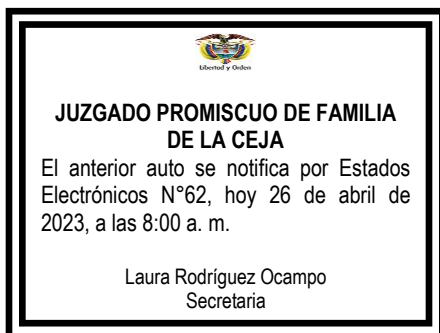 Libertad y Orden
JUZGADO PROMISCUO DE FAMILIA
DE LA CEJA
El anterior auto se notifica por Estados
Electrónicos N°62, hoy 26 de abril de
2023, a las 8:00 a. m.
Laura Rodríguez Ocampo
Secretaria